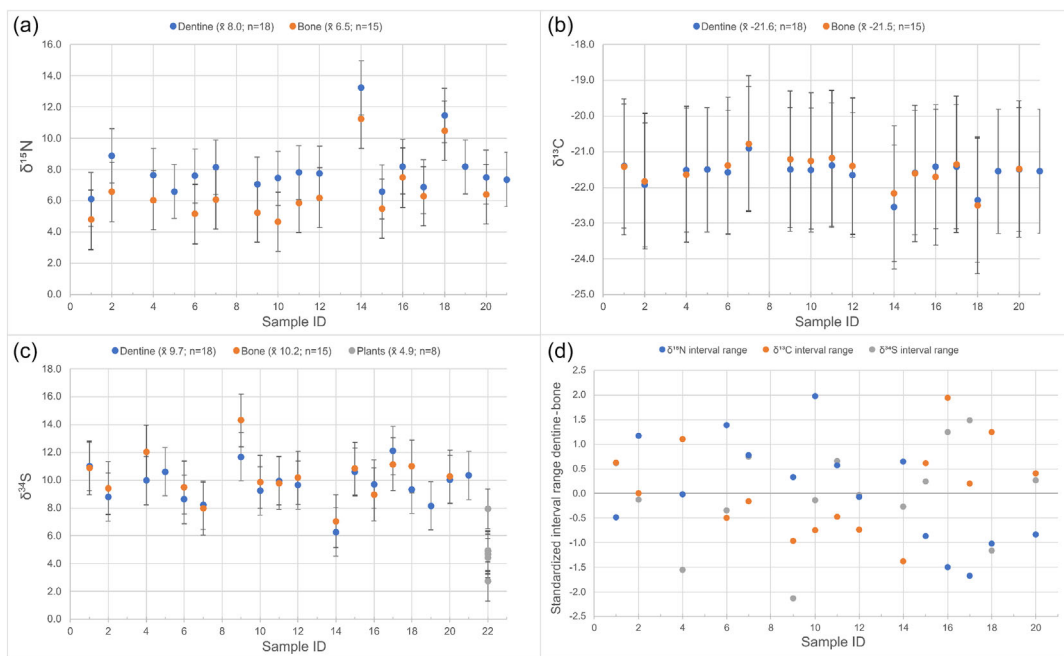 (a)
Dentine (x̄ 8.0; n=18) Bone (x̄ 6.5; n=15)
16.0
14.0
12.0
10.0
8.0
6.0
4.0
2.0
0.0
δ¹⁵N
0 2 4 6 8 10 12 14 16 18 20
Sample ID
(b)
Dentine (x̄ -21.6; n=18) Bone (x̄ -21.5; n=15)
-18.0
-19.0
-20.0
-21.0
-22.0
-23.0
-24.0
-25.0
δ¹³C
0 2 4 6 8 10 12 14 16 18 20
Sample ID
(c)
Dentine (x̄ 9.7; n=18) Bone (x̄ 10.2; n=15) Plants (x̄ 4.9; n=8)
18.0
16.0
14.0
12.0
10.0
8.0
6.0
4.0
2.0
0.0
δ³⁴S
0 2 4 6 8 10 12 14 16 18 20 22
Sample ID
(d)
δ¹⁵N interval range δ¹³C interval range δ³⁴S interval range
2.5
2.0
1.5
1.0
0.5
0.0
-0.5
-1.0
-1.5
-2.0
-2.5
Standardized interval range dentine-bone
0 2 4 6 8 10 12 14 16 18 20
Sample ID